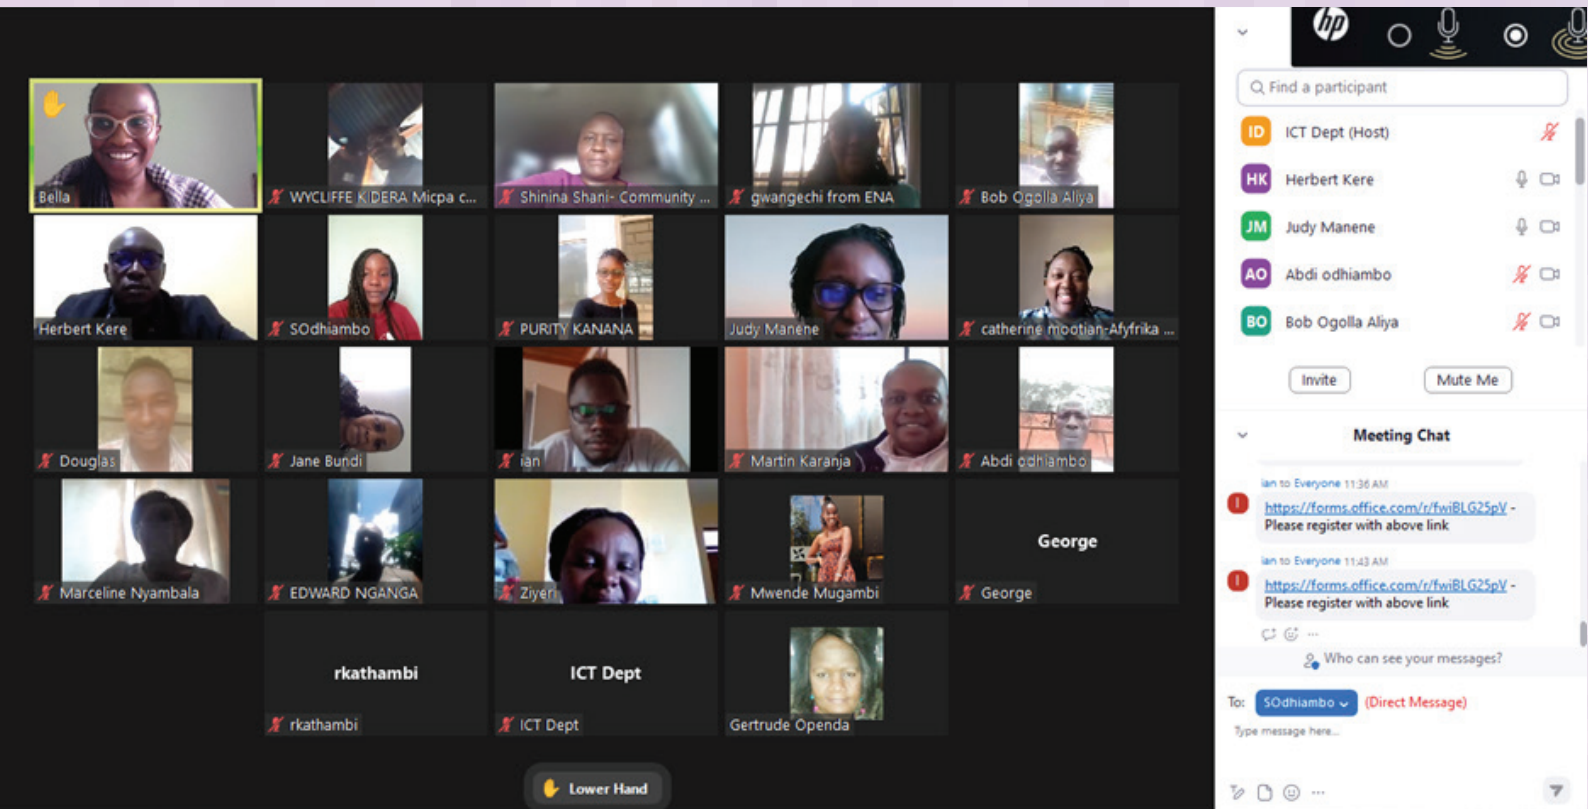 Bella
WYCLIFFE KIDERA Micpa c...
Shinina Shani- Community ...
gwangechi from ENA
Bob Ogolla Aliya
Herbert Kere
SOdhiambo
PURITY KANANA
Judy Manene
catherine mootian-Afyfrika ...
Douglas
Jane Bundi
ian
Martin Karanja
Abdi odhiambo
Marceline Nyambala
EDWARD NGANGA
Ziyeri
Mwende Mugambi
George
George
rkathambi
rkathambi
ICT Dept
ICT Dept
Gertrude Openda
Lower Hand
hp
Find a participant
ID ICT Dept (Host)
HK Herbert Kere
JM Judy Manene
AO Abdi odhiambo
BO Bob Ogolla Aliya
Invite Mute Me
Meeting Chat
ian to Everyone 11:36 AM
I
https://forms.office.com/r/fwiBLG25pV -
Please register with above link
ian to Everyone 11:43 AM
I
https://forms.office.com/r/fwiBLG25pV -
Please register with above link
Who can see your messages?
To: SOdhiambo (Direct Message)
Type message here...